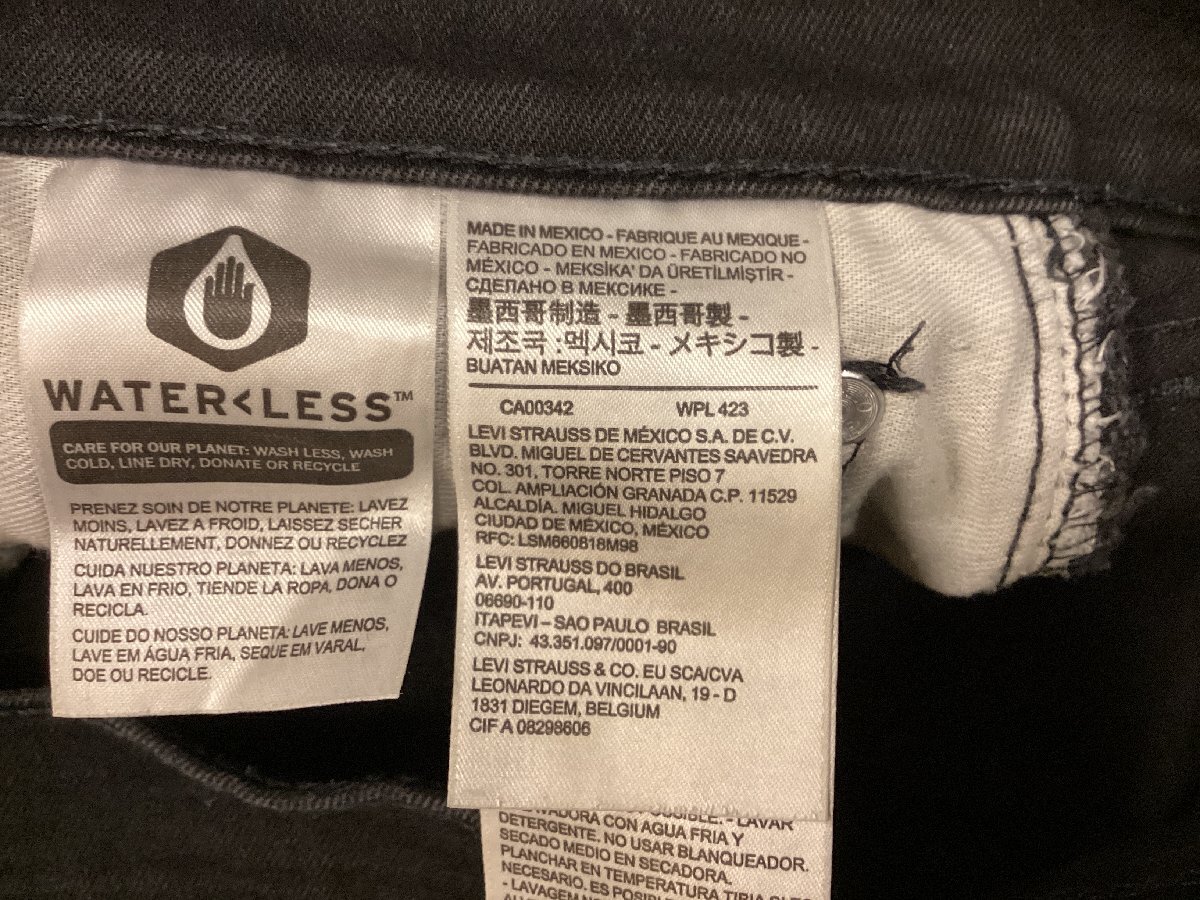 WATER<LESS™
CARE FOR OUR PLANET: WASH LESS, WASH
COLD, LINE DRY, DONATE OR RECYCLE
PRENEZ SOIN DE NOTRE PLANETE: LAVEZ
MOINS, LAVEZ A FROID, LAISSEZ SECHER
NATURELLEMENT, DONNEZ OU RECYCLEZ
CUIDA NUESTRO PLANETA: LAVA MENOS,
LAVA EN FRIO, TIENDE LA ROPA, DONA O
RECICLA.
CUIDE DO NOSSO PLANETA: LAVE MENOS,
LAVE EM ÁGUA FRIA, SEQUE EM VARAL,
DOE OU RECICLE.
MADE IN MEXICO - FABRIQUE AU MEXIQUE -
FABRICADO EN MEXICO - FABRICADO NO
MÉXICO - MEKSİKA' DA ÜRETİLMİŞTİR -
СДЕЛАНО В МЕКСИКЕ -
墨西哥制造 - 墨西哥製 -
제조국 :멕시코 - メキシコ製 -
BUATAN MEKSIKO
CA00342 WPL 423
LEVI STRAUSS DE MÉXICO S.A. DE C.V.
BLVD. MIGUEL DE CERVANTES SAAVEDRA
NO. 301, TORRE NORTE PISO 7
COL. AMPLIACIÓN GRANADA C.P. 11529
ALCALDÍA. MIGUEL HIDALGO
CIUDAD DE MÉXICO, MÉXICO
RFC: LSM660818M98
LEVI STRAUSS DO BRASIL
AV. PORTUGAL, 400
06690-110
ITAPEVI – SAO PAULO BRASIL
CNPJ: 43.351.097/0001-90
LEVI STRAUSS & CO. EU SCA/CVA
LEONARDO DA VINCILAAN, 19 - D
1831 DIEGEM, BELGIUM
CIF A 08298606
- LAVAR
DETERGENTE. NO USAR BLANQUEADOR.
CON AGUA FRIA Y
SECADO MEDIO EN SECADORA.
PLANCHAR EN TEMPERATURA TIBIA
NECESARIO. ES
- LAVAGEM